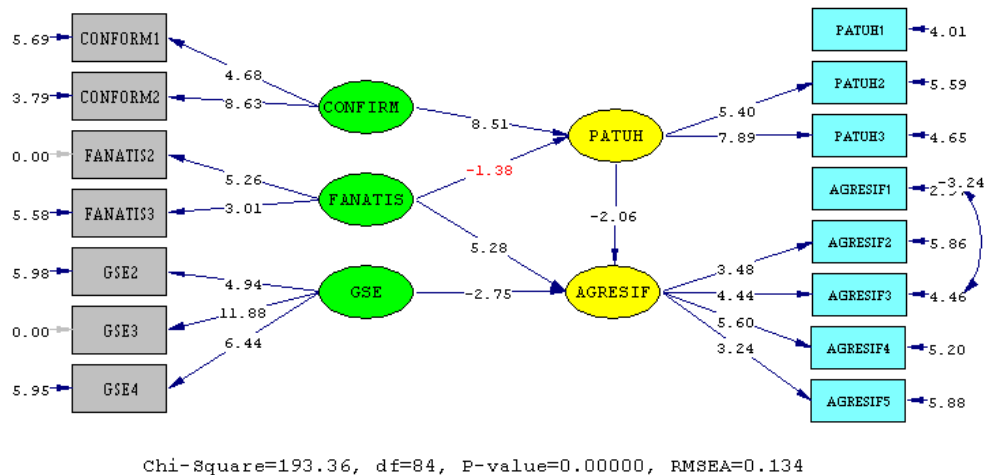 5.69 CONFORM1
3.79 CONFORM2
0.00 FANATIS2
5.58 FANATIS3
5.98 GSE2
0.00 GSE3
5.95 GSE4
4.68
8.63
5.26
3.01
4.94
11.88
6.44
CONFIRM
FANATIS
GSE
8.51
-1.38
5.28
-2.75
PATUH
-2.06
AGRESIF
5.40
7.89
3.48
4.44
5.60
3.24
PATUH1 4.01
PATUH2 5.59
PATUH3 4.65
AGRESIF1 -3.24
AGRESIF2 5.86
AGRESIF3 4.46
AGRESIF4 5.20
AGRESIF5 5.88
Chi-Square=193.36, df=84, P-value=0.00000, RMSEA=0.134